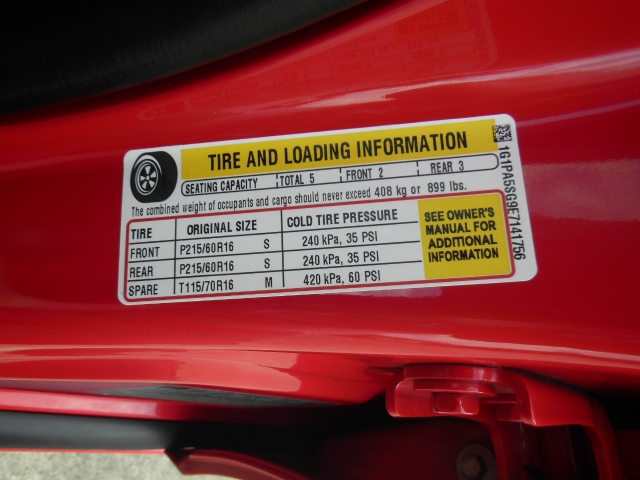 TIRE AND LOADING INFORMATION
SEATING CAPACITY TOTAL 5 FRONT 2 REAR 3
The combined weight of occupants and cargo should never exceed 408 kg or 899 lbs.
TIRE ORIGINAL SIZE COLD TIRE PRESSURE
FRONT P215/60R16 S 240 kPa, 35 PSI
REAR P215/60R16 S 240 kPa, 35 PSI
SPARE T115/70R16 M 420 kPa, 60 PSI
SEE OWNER'S
MANUAL FOR
ADDITIONAL
INFORMATION
1G1PA5SG9E7141756